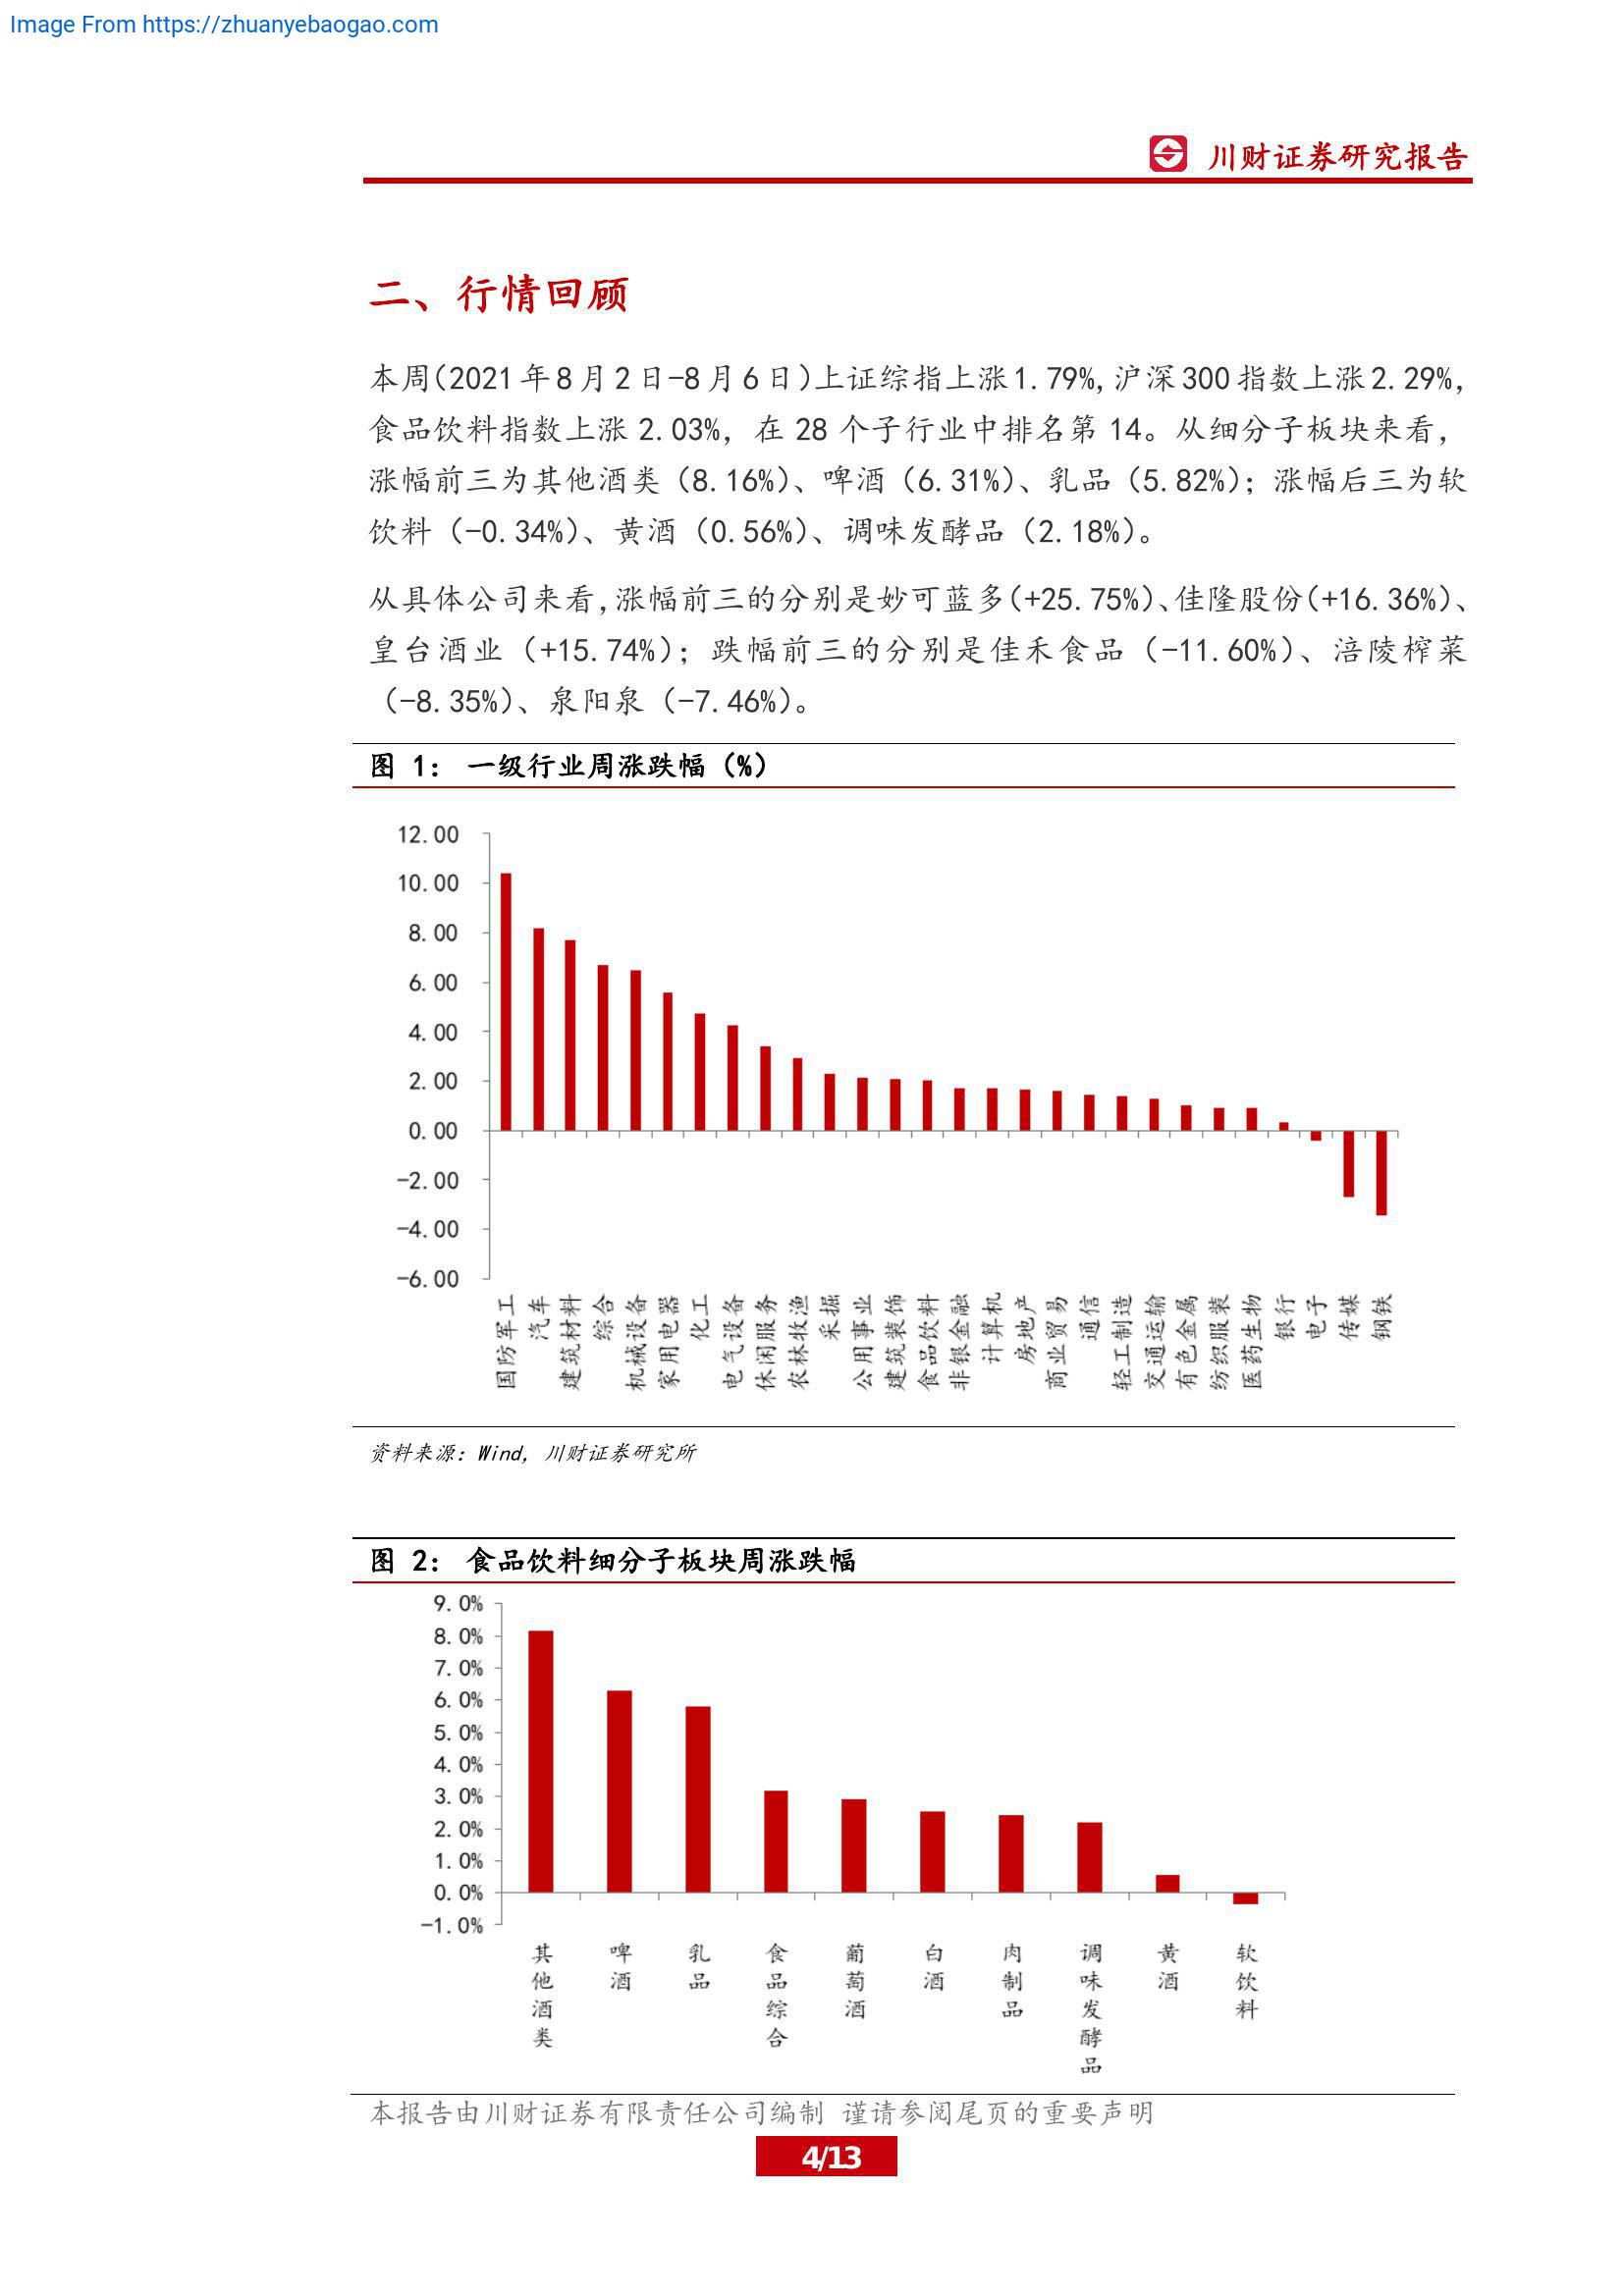 Image From https://zhuanyebaogao.com
川财证券研究报告
二、行情回顾
本周(2021年8月2日-8月6日)上证综指上涨1.79%,沪深300指数上涨2.29%,
食品饮料指数上涨 2.03%, 在 28 个子行业中排名第 14。从细分子板块来看,
涨幅前三为其他酒类（8.16%）、啤酒（6.31%）、乳品（5.82%）；涨幅后三为软
饮料（-0.34%）、黄酒（0.56%）、调味发酵品（2.18%）。
从具体公司来看,涨幅前三的分别是妙可蓝多(+25.75%)、佳隆股份(+16.36%)、
皇台酒业（+15.74%）；跌幅前三的分别是佳禾食品（-11.60%）、涪陵榨菜
（-8.35%）、泉阳泉（-7.46%）。
图 1： 一级行业周涨跌幅（%）
12.00
10.00
8.00
6.00
4.00
2.00
0.00
-2.00
-4.00
-6.00
国防军工
汽车
建筑材料
综合
机械设备
家用电器
化工
电气设备
休闲服务
农林牧渔
采掘
公用事业
建筑装饰
食品饮料
非银金融
计算机
房地产
商业贸易
通信
轻工制造
交通运输
有色金属
纺织服装
医药生物
银行
电子
传媒
钢铁
资料来源：Wind, 川财证券研究所
图 2： 食品饮料细分子板块周涨跌幅
9.0%
8.0%
7.0%
6.0%
5.0%
4.0%
3.0%
2.0%
1.0%
0.0%
-1.0%
其他酒类
啤酒
乳品
食品综合
葡萄酒
白酒
肉制品
调味发酵品
黄酒
软饮料
本报告由川财证券有限责任公司编制 谨请参阅尾页的重要声明
4/13